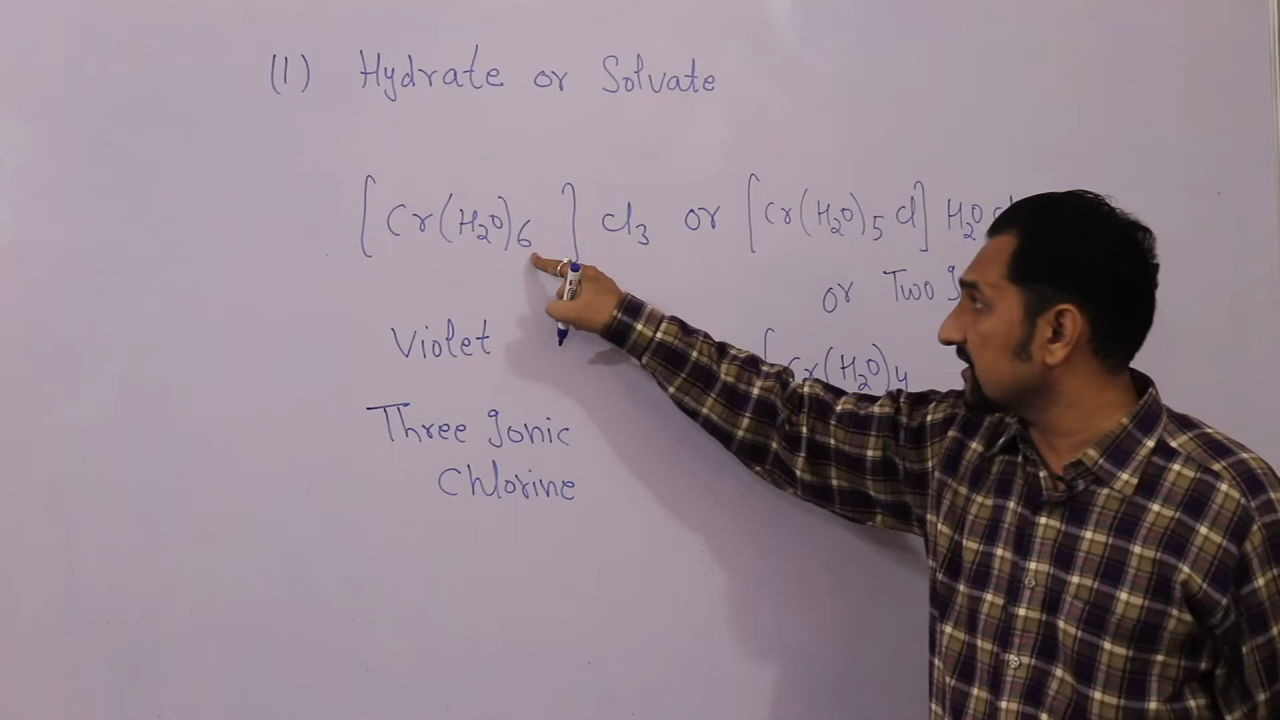 (1) Hydrate or Solvate
[Cr(H₂O)₆ ] Cl₃ or [Cr(H₂O)₅ Cl] H₂O
or Two
Violet
Cr(H₂O)₄
Three Ionic
Chlorine